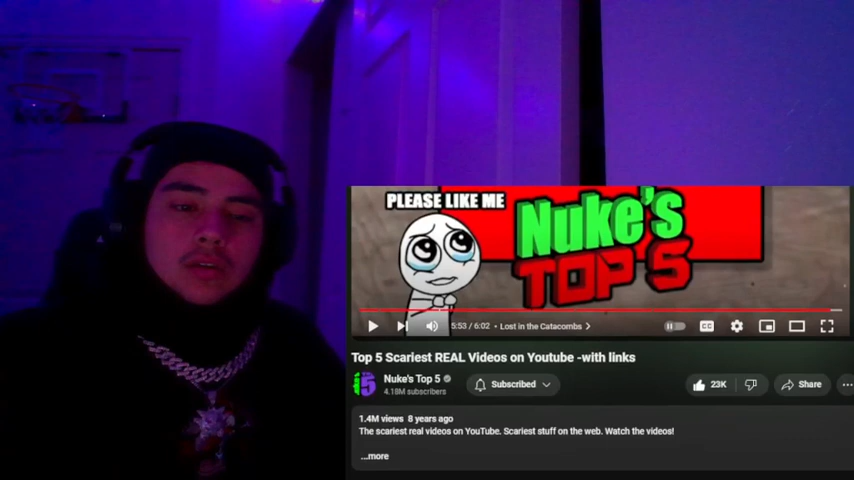 PLEASE LIKE ME
Nuke's
TOP 5
5:53 / 6:02 • Lost in the Catacombs
CC
Top 5 Scariest REAL Videos on Youtube -with links
5
Nuke's Top 5
4.18M subscribers
Subscribed
23K
Share
1.4M views 8 years ago
The scariest real videos on YouTube. Scariest stuff on the web. Watch the videos!
...more